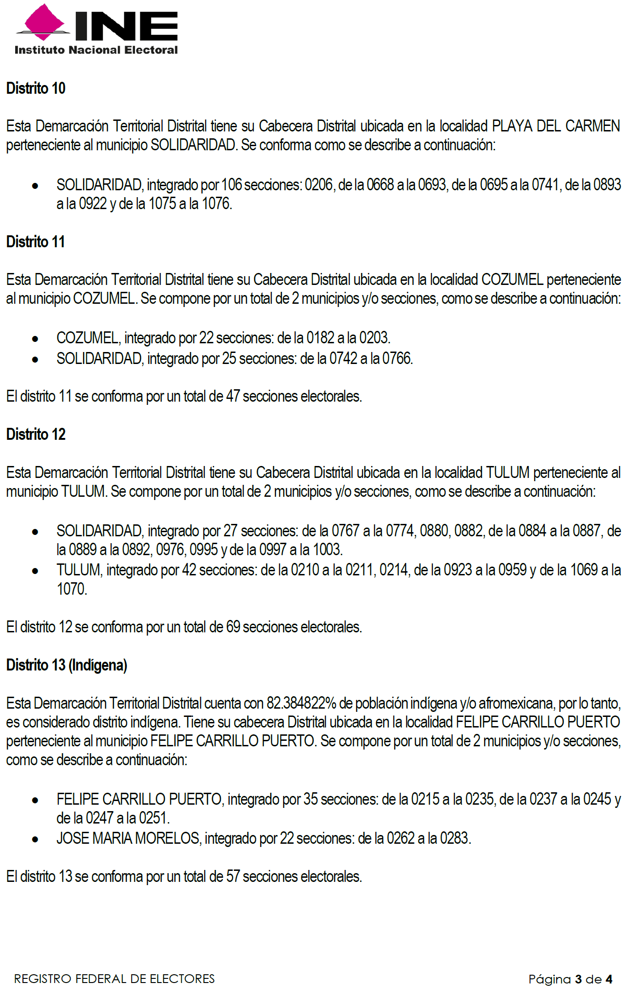 INE
Instituto Nacional Electoral
Distrito 10
Esta Demarcación Territorial Distrital tiene su Cabecera Distrital ubicada en la localidad PLAYA DEL CARMEN
perteneciente al municipio SOLIDARIDAD. Se conforma como se describe a continuación:
● SOLIDARIDAD, integrado por 106 secciones: 0206, de la 0668 a la 0693, de la 0695 a la 0741, de la 0893
a la 0922 y de la 1075 a la 1076.
Distrito 11
Esta Demarcación Territorial Distrital tiene su Cabecera Distrital ubicada en la localidad COZUMEL perteneciente
al municipio COZUMEL. Se compone por un total de 2 municipios y/o secciones, como se describe a continuación:
● COZUMEL, integrado por 22 secciones: de la 0182 a la 0203.
● SOLIDARIDAD, integrado por 25 secciones: de la 0742 a la 0766.
El distrito 11 se conforma por un total de 47 secciones electorales.
Distrito 12
Esta Demarcación Territorial Distrital tiene su Cabecera Distrital ubicada en la localidad TULUM perteneciente al
municipio TULUM. Se compone por un total de 2 municipios y/o secciones, como se describe a continuación:
● SOLIDARIDAD, integrado por 27 secciones: de la 0767 a la 0774, 0880, 0882, de la 0884 a la 0887, de
la 0889 a la 0892, 0976, 0995 y de la 0997 a la 1003.
● TULUM, integrado por 42 secciones: de la 0210 a la 0211, 0214, de la 0923 a la 0959 y de la 1069 a la
1070.
El distrito 12 se conforma por un total de 69 secciones electorales.
Distrito 13 (Indígena)
Esta Demarcación Territorial Distrital cuenta con 82.384822% de población indígena y/o afromexicana, por lo tanto,
es considerado distrito indígena. Tiene su cabecera Distrital ubicada en la localidad FELIPE CARRILLO PUERTO
perteneciente al municipio FELIPE CARRILLO PUERTO. Se compone por un total de 2 municipios y/o secciones,
como se describe a continuación:
● FELIPE CARRILLO PUERTO, integrado por 35 secciones: de la 0215 a la 0235, de la 0237 a la 0245 y
de la 0247 a la 0251.
● JOSE MARIA MORELOS, integrado por 22 secciones: de la 0262 a la 0283.
El distrito 13 se conforma por un total de 57 secciones electorales.
REGISTRO FEDERAL DE ELECTORES
Página 3 de 4